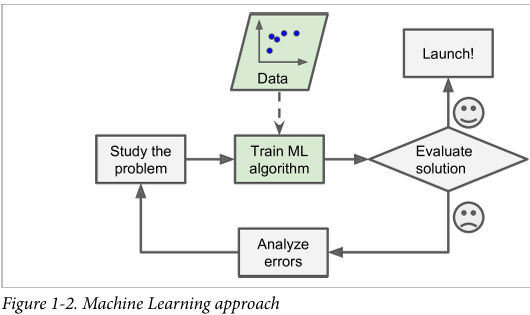 Launch!
Data
Study the
problem
Train ML
algorithm
Evaluate
solution
Analyze
errors
Figure 1-2. Machine Learning approach